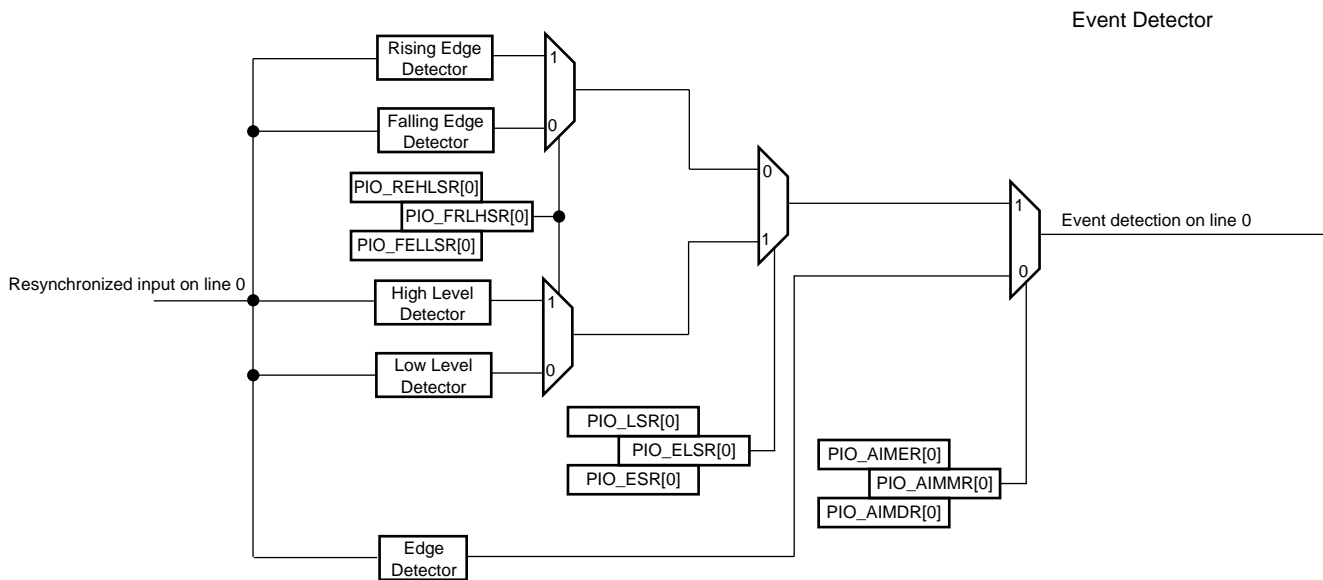 Event Detector
Rising Edge
Detector
1
Falling Edge
Detector
0
PIO_REHLSR[0]
PIO_FRLHSR[0]
PIO_FELLSR[0]
0
1
1
Event detection on line 0
0
Resynchronized input on line 0
High Level
Detector
1
Low Level
Detector
0
PIO_LSR[0]
PIO_ELSR[0]
PIO_ESR[0]
PIO_AIMER[0]
PIO_AIMMR[0]
PIO_AIMDR[0]
Edge
Detector